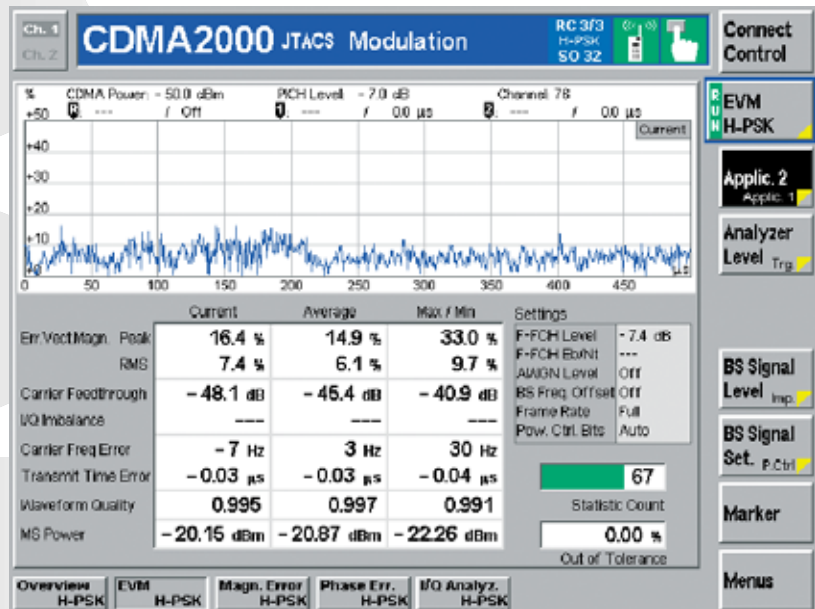 Ch. 1
Ch. 2
CDMA2000 JTACS Modulation
RC 3/3
H-PSK
SO 32
Connect
Control
% CDMA Power: - 50.0 dBm PICH Level: - 7.0 dB Channel: 76
R: --- / Off 1: --- / 0.0 µs 2: --- / 0.0 µs
Current
+50
+40
+30
+20
+10
+0
µs
0 50 100 150 200 250 300 350 400 450
RUN
EVM
H-PSK
Applic. 2
Applic. 1
Analyzer
Level Trg.
Current Average Max / Min
Err.Vect.Magn. Peak 16.4 % 14.9 % 33.0 %
RMS 7.4 % 6.1 % 9.7 %
Carrier Feedthrough - 48.1 dB - 45.4 dB - 40.9 dB
I/Q Imbalance --- --- ---
Carrier Freq Error - 7 Hz 3 Hz 30 Hz
Transmit Time Error - 0.03 µs - 0.03 µs - 0.04 µs
Waveform Quality 0.995 0.997 0.991
MS Power - 20.15 dBm - 20.87 dBm - 22.26 dBm
Settings
F-FCH Level - 7.4 dB
F-FCH Eb/Nt ---
AWGN Level Off
BS Freq. Offset Off
Frame Rate Full
Pow. Ctrl. Bits Auto
67
Statistic Count
0.00 %
Out of Tolerance
BS Signal
Level Imp.
BS Signal
Set. P.Ctrl
Marker
Menus
Overview
H-PSK
EVM
H-PSK
Magn. Error
H-PSK
Phase Err.
H-PSK
I/Q Analyz.
H-PSK